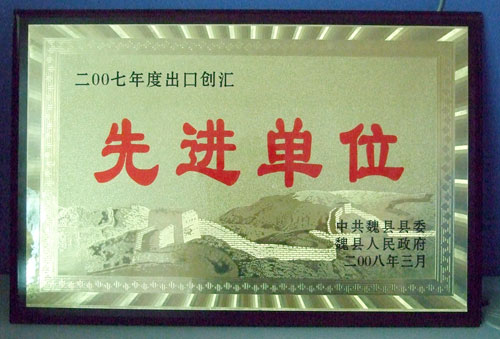 二00七年度出口创汇
先进单位
中共魏县县委
魏县人民政府
二00八年三月